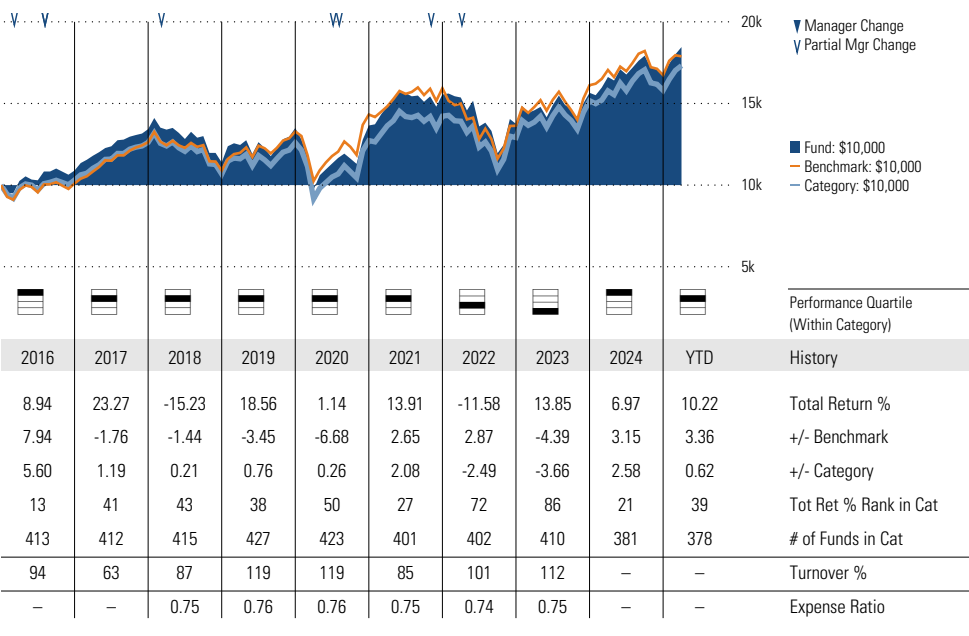 20k
Manager Change
Partial Mgr Change
15k
Fund: $10,000
Benchmark: $10,000
10k
Category: $10,000
5k
Performance Quartile
(Within Category)
2016 2017 2018 2019 2020 2021 2022 2023 2024 YTD History
8.94 23.27 -15.23 18.56 1.14 13.91 -11.58 13.85 6.97 10.22 Total Return %
7.94 -1.76 -1.44 -3.45 -6.68 2.65 2.87 -4.39 3.15 3.36 +/- Benchmark
5.60 1.19 0.21 0.76 0.26 2.08 -2.49 -3.66 2.58 0.62 +/- Category
13 41 43 38 50 27 72 86 21 39 Tot Ret % Rank in Cat
413 412 415 427 423 401 402 410 381 378 # of Funds in Cat
94 63 87 119 119 85 101 112 – – Turnover %
– – 0.75 0.76 0.76 0.75 0.74 0.75 – – Expense Ratio